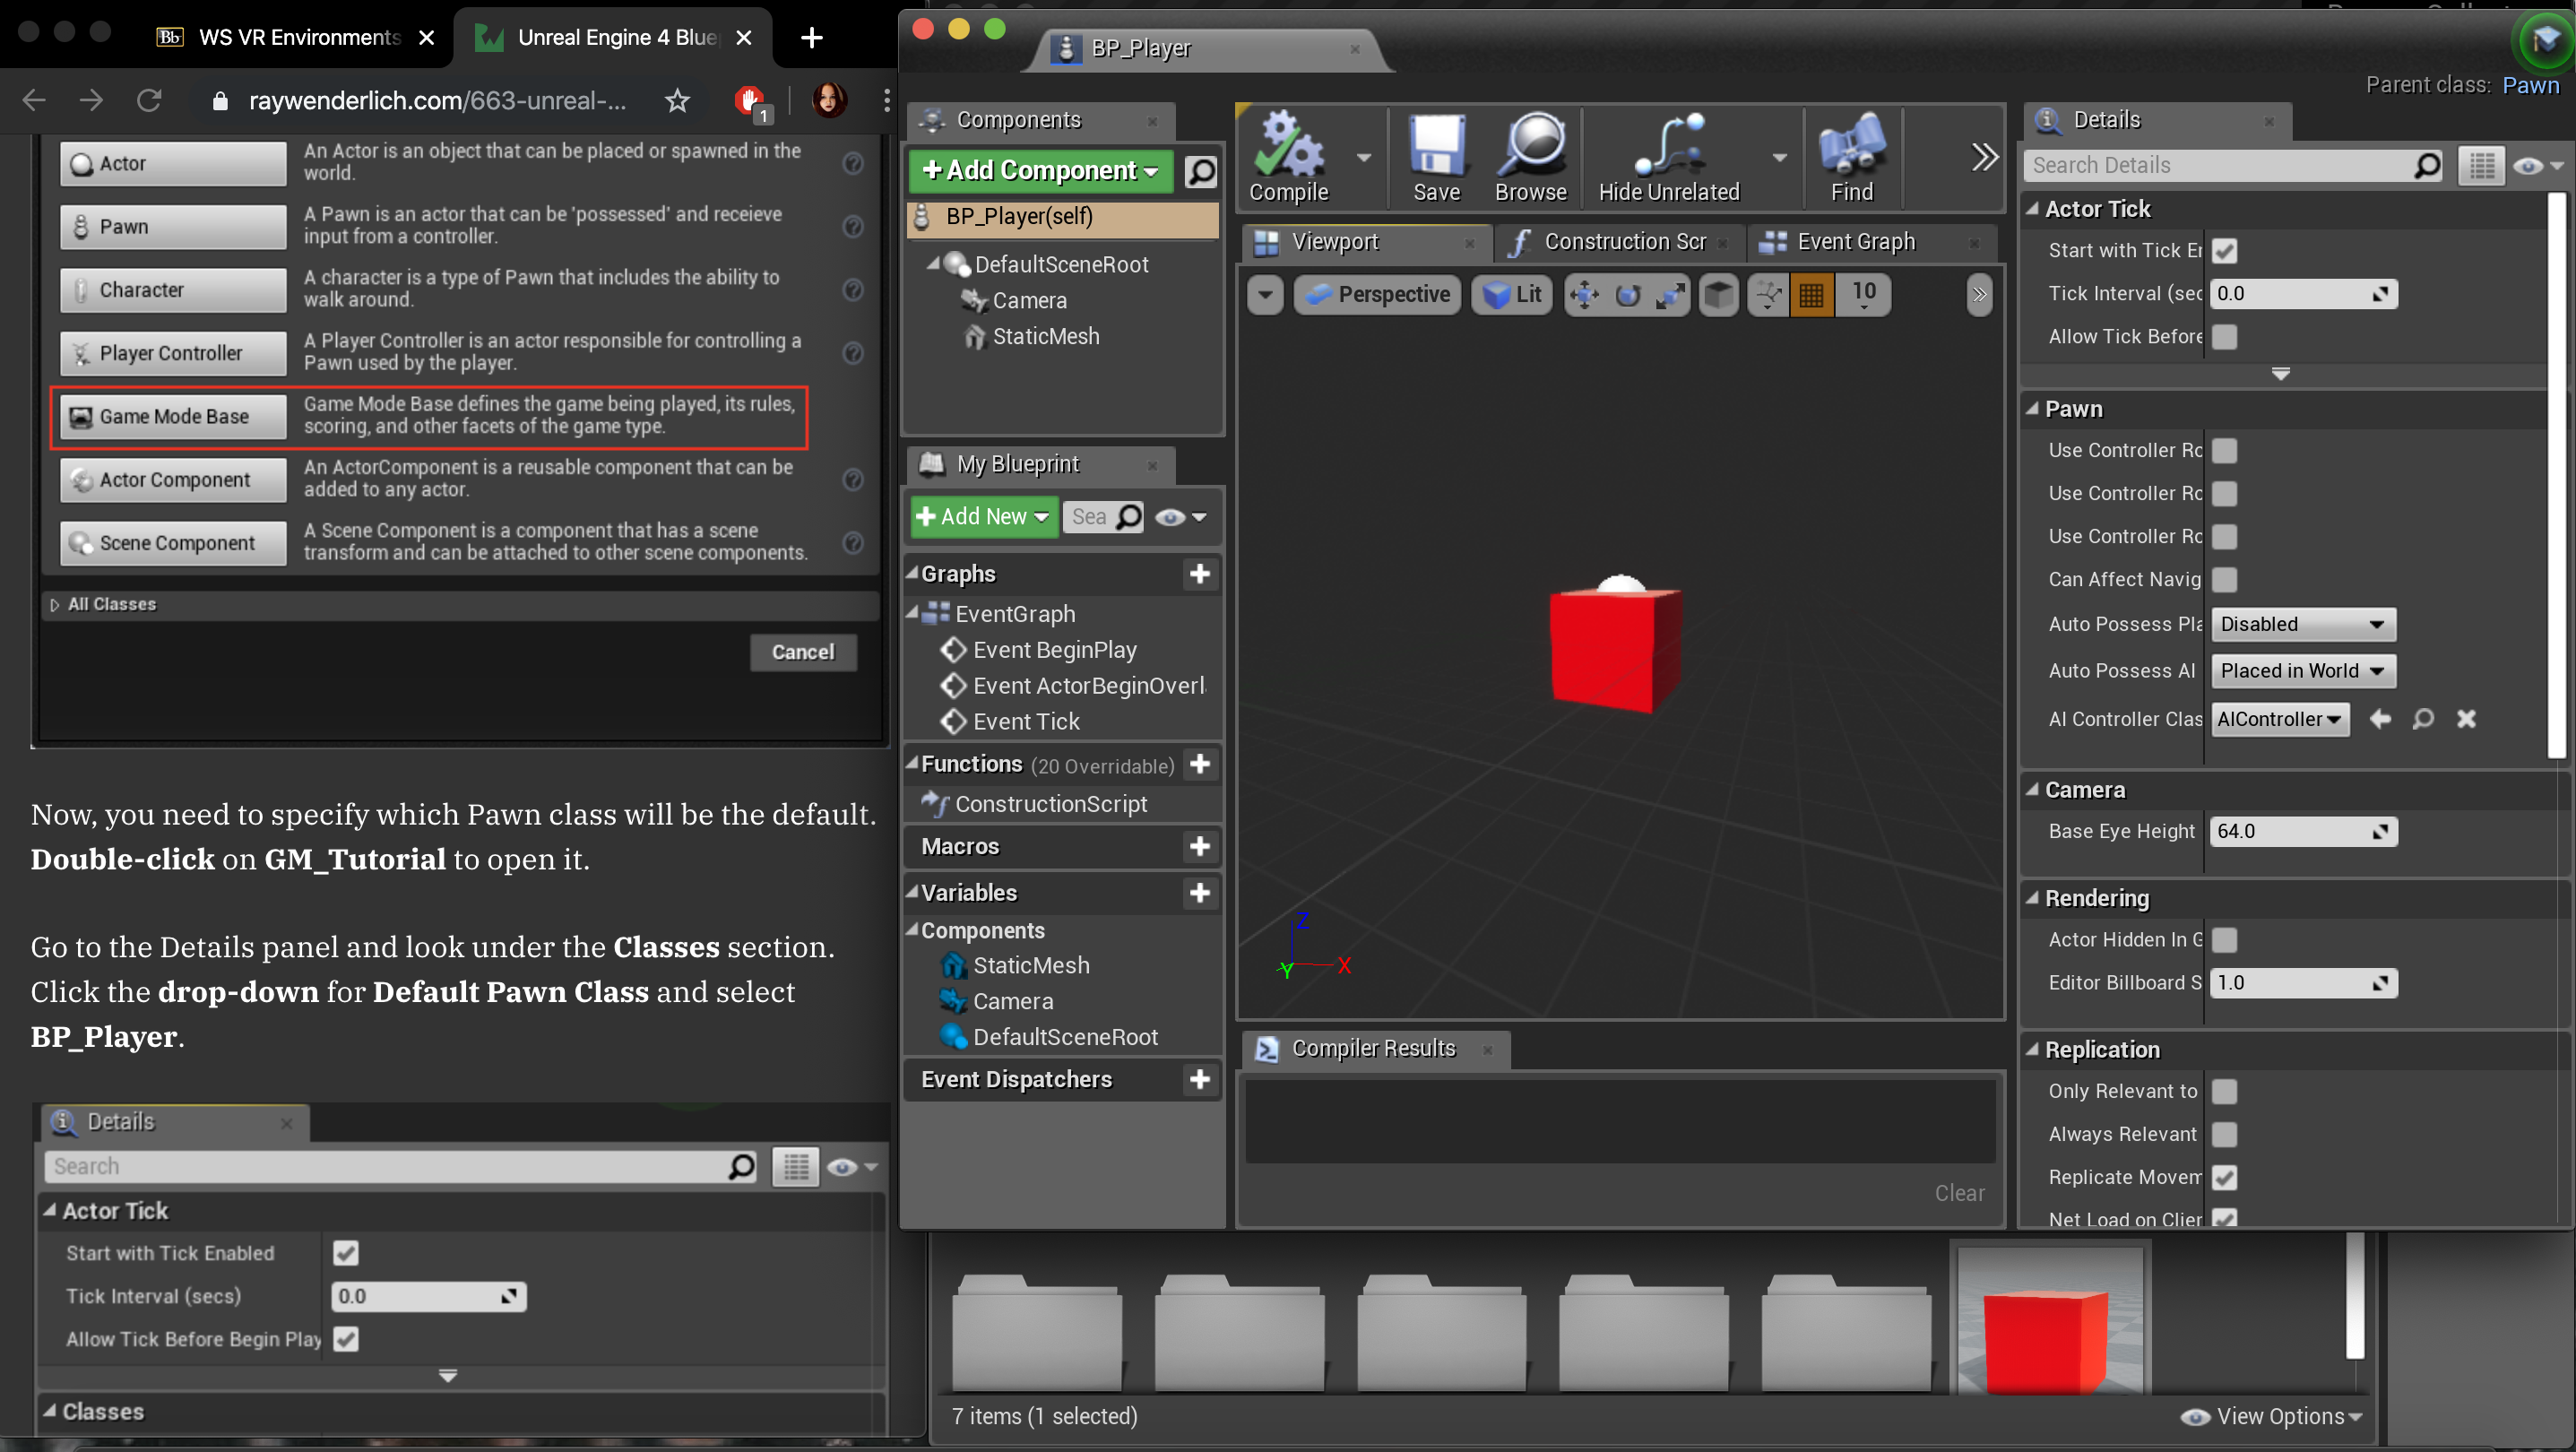 WS VR Environments
Unreal Engine 4 Blue
raywenderlich.com/663-unreal-...
1
Actor
An Actor is an object that can be placed or spawned in the
world.
Pawn
A Pawn is an actor that can be 'possessed' and receieve
input from a controller.
Character
A character is a type of Pawn that includes the ability to
walk around.
Player Controller
A Player Controller is an actor responsible for controlling a
Pawn used by the player.
Game Mode Base
Game Mode Base defines the game being played, its rules,
scoring, and other facets of the game type.
Actor Component
An ActorComponent is a reusable component that can be
added to any actor.
Scene Component
A Scene Component is a component that has a scene
transform and can be attached to other scene components.
All Classes
Cancel
Now, you need to specify which Pawn class will be the default.
Double-click on GM_Tutorial to open it.
Go to the Details panel and look under the Classes section.
Click the drop-down for Default Pawn Class and select
BP_Player.
Details
Search
Actor Tick
Start with Tick Enabled
Tick Interval (secs)
0.0
Allow Tick Before Begin Play
Classes
BP_Player
Parent class: Pawn
Components
+Add Component
BP_Player(self)
DefaultSceneRoot
Camera
StaticMesh
My Blueprint
+ Add New
Sea
Graphs
EventGraph
Event BeginPlay
Event ActorBeginOverl
Event Tick
Functions (20 Overridable)
ConstructionScript
Macros
Variables
Components
StaticMesh
Camera
DefaultSceneRoot
Event Dispatchers
Compile
Save
Browse
Hide Unrelated
Find
Viewport
Construction Scr
Event Graph
Perspective
Lit
10
Z
Y
X
Compiler Results
Clear
Details
Search Details
Actor Tick
Start with Tick Er
Tick Interval (sec
0.0
Allow Tick Before
Pawn
Use Controller Ro
Use Controller Ro
Use Controller Ro
Can Affect Navig
Auto Possess Pla
Disabled
Auto Possess AI
Placed in World
AI Controller Clas
AIController
Camera
Base Eye Height
64.0
Rendering
Actor Hidden In G
Editor Billboard S
1.0
Replication
Only Relevant to
Always Relevant
Replicate Movem
Net Load on Clier
7 items (1 selected)
View Options